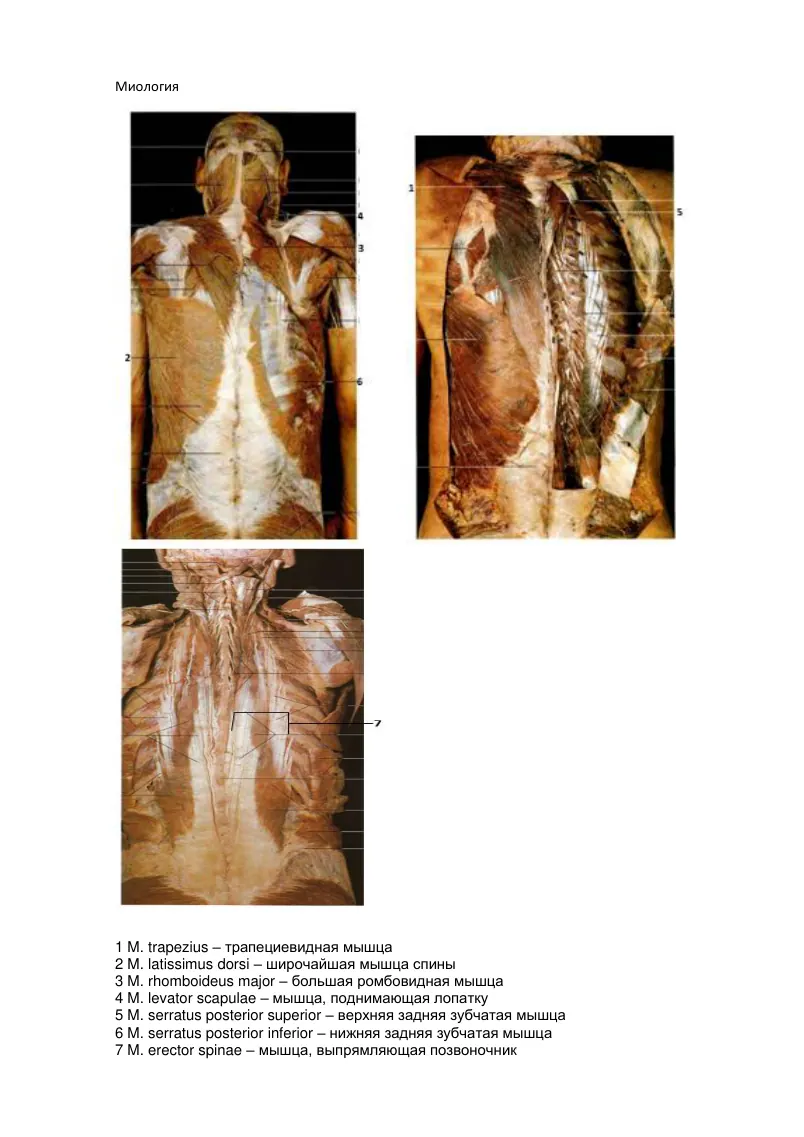 Миология
1
4
5
3
2
6
7
1 M. trapezius – трапециевидная мышца
2 M. latissimus dorsi – широчайшая мышца спины
3 M. rhomboideus major – большая ромбовидная мышца
4 M. levator scapulae – мышца, поднимающая лопатку
5 M. serratus posterior superior – верхняя задняя зубчатая мышца
6 M. serratus posterior inferior – нижняя задняя зубчатая мышца
7 M. erector spinae – мышца, выпрямляющая позвоночник